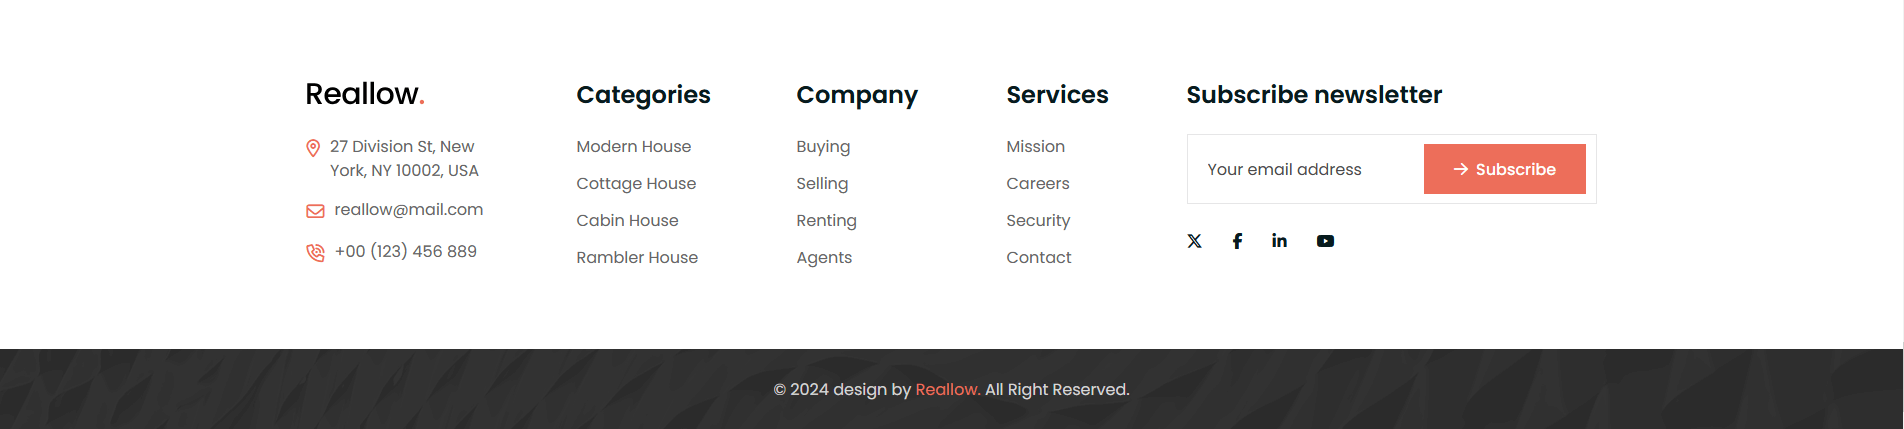 Reallow.
27 Division St, New
York, NY 10002, USA
reallow@mail.com
+00 (123) 456 889
Categories
Modern House
Cottage House
Cabin House
Rambler House
Company
Buying
Selling
Renting
Agents
Services
Mission
Careers
Security
Contact
Subscribe newsletter
Your email address
Subscribe
© 2024 design by Reallow. All Right Reserved.